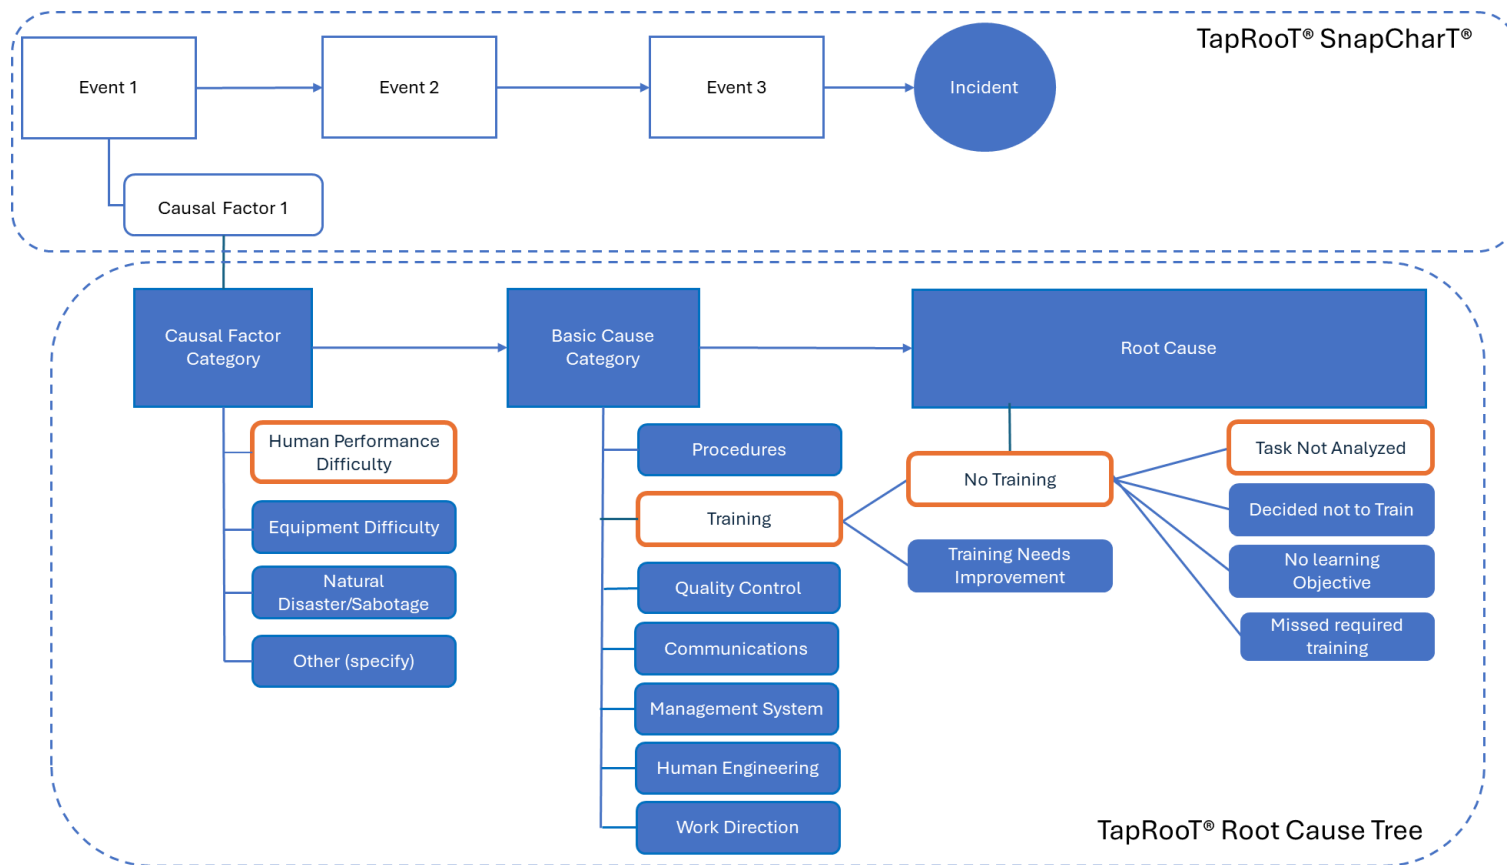 TapRooT® SnapCharT®
Event 1
Event 2
Event 3
Incident
Causal Factor 1
Causal Factor
Category
Basic Cause
Category
Root Cause
Human Performance
Difficulty
Equipment Difficulty
Natural
Disaster/Sabotage
Other (specify)
Procedures
Training
Quality Control
Communications
Management System
Human Engineering
Work Direction
No Training
Training Needs
Improvement
Task Not Analyzed
Decided not to Train
No learning
Objective
Missed required
training
TapRooT® Root Cause Tree